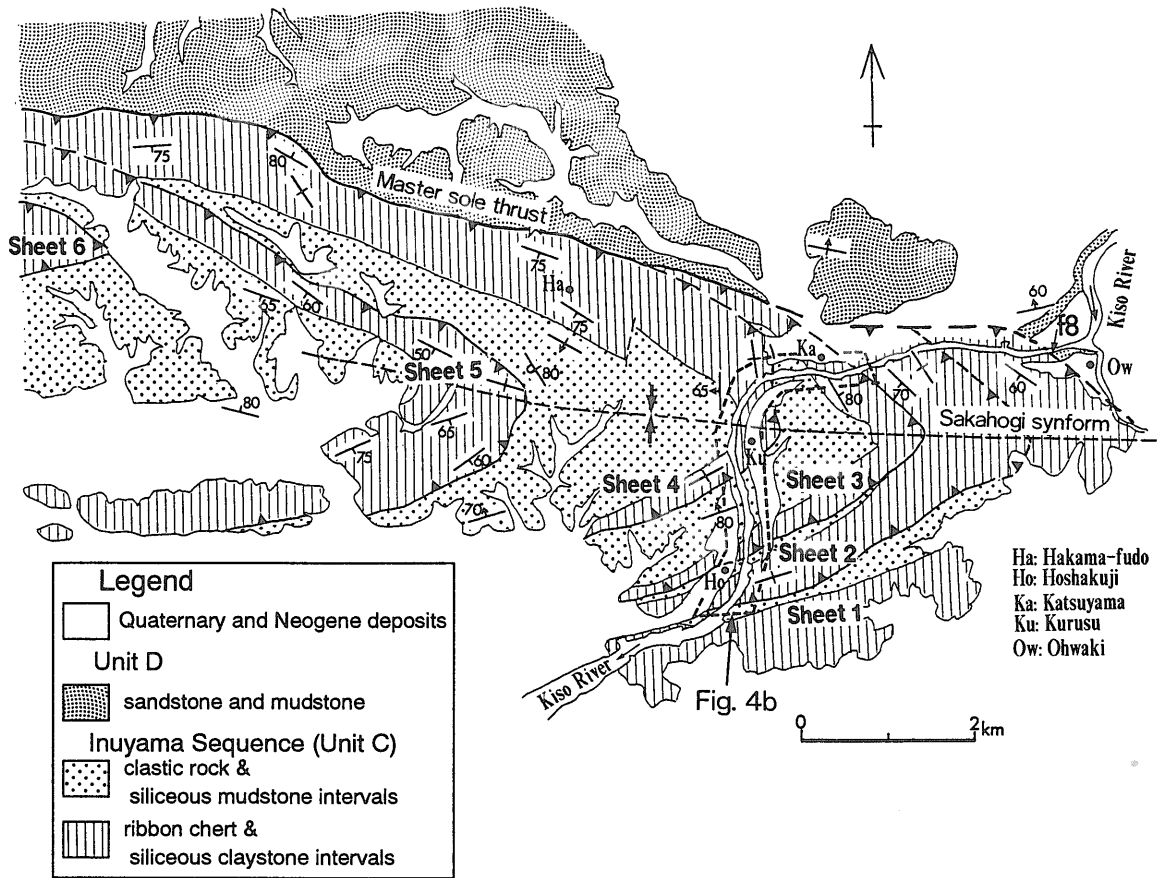 75
80
Master sole thrust
Sheet 6
75
Ha
60
f8
Kiso River
Ka
Ow
65
60
75
50
Sheet 5
80
65
80
70
60
Sakahogi synform
80
65
Ku
75
60
Sheet 4
Sheet 3
70
80
Sheet 2
Ho
Sheet 1
Kiso River
Fig. 4b
0
2
km
Ha: Hakama-fudo
Ho: Hoshakuji
Ka: Katsuyama
Ku: Kurusu
Ow: Ohwaki
Legend
Quaternary and Neogene deposits
Unit D
sandstone and mudstone
Inuyama Sequence (Unit C)
clastic rock &
siliceous mudstone intervals
ribbon chert &
siliceous claystone intervals